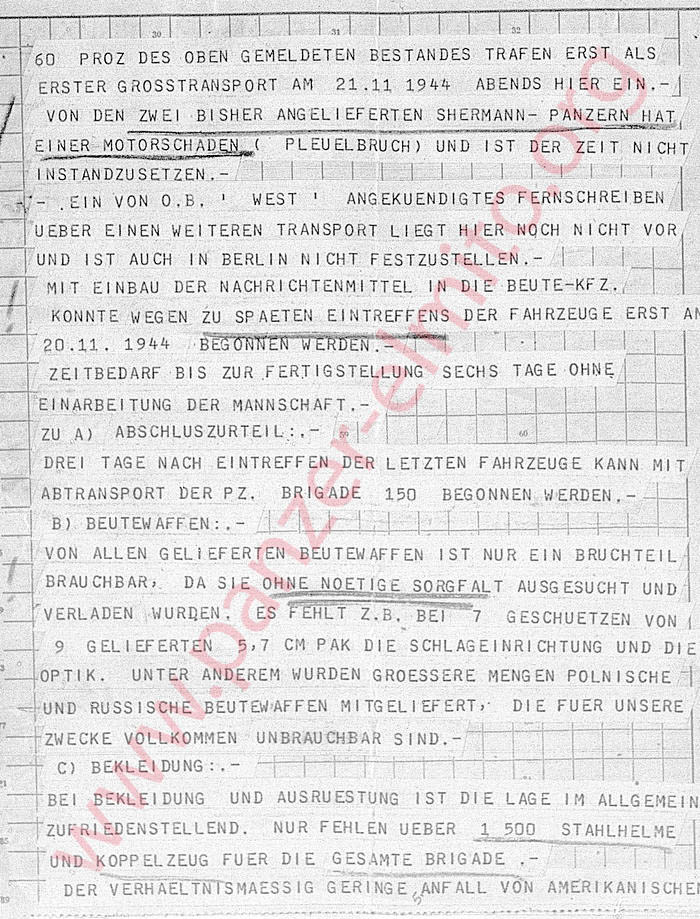 60 PROZ DES OBEN GEMELDETEN BESTANDES TRAFEN ERST ALS
ERSTER GROSSTRANSPORT AM 21.11 1944 ABENDS HIER EIN.-
VON DEN ZWEI BISHER ANGELIEFERTEN SHERMANN- PANZERN HAT
EINER MOTORSCHADEN ( PLEUELBRUCH) UND IST DER ZEIT NICHT
INSTANDZUSETZEN.-
- .EIN VON O.B. ' WEST ' ANGEKUENDIGTES FERNSCHREIBEN
UEBER EINEN WEITEREN TRANSPORT LIEGT HIER NOCH NICHT VOR
UND IST AUCH IN BERLIN NICHT FESTZUSTELLEN.-
MIT EINBAU DER NACHRICHTENMITTEL IN DIE BEUTE-KFZ.
KONNTE WEGEN ZU SPAETEN EINTREFFENS DER FAHRZEUGE ERST AN
20.11. 1944 BEGONNEN WERDEN.-
ZEITBEDARF BIS ZUR FERTIGSTELLUNG SECHS TAGE OHNE
EINARBEITUNG DER MANNSCHAFT.-
ZU A) ABSCHLUSZURTEIL:.-
DREI TAGE NACH EINTREFFEN DER LETZTEN FAHRZEUGE KANN MIT
ABTRANSPORT DER PZ. BRIGADE 150 BEGONNEN WERDEN.-
B) BEUTEWAFFEN:.-
VON ALLEN GELIEFERTEN BEUTEWAFFEN IST NUR EIN BRUCHTEIL
BRAUCHBAR, DA SIE OHNE NOETIGE SORGFALT AUSGESUCHT UND
VERLADEN WURDEN. ES FEHLT Z.B. BEI 7 GESCHUETZEN VON
9 GELIEFERTEN 5,7 CM PAK DIE SCHLAGEINRICHTUNG UND DIE
OPTIK. UNTER ANDEREM WURDEN GROESSERE MENGEN POLNISCHE
UND RUSSISCHE BEUTEWAFFEN MITGELIEFERT, DIE FUER UNSERE
ZWECKE VOLLKOMMEN UNBRAUCHBAR SIND.-
C) BEKLEIDUNG:.-
BEI BEKLEIDUNG UND AUSRUESTUNG IST DIE LAGE IM ALLGEMEIN
ZUFRIEDENSTELLEND. NUR FEHLEN UEBER 1 500 STAHLHELME
UND KOPPELZEUG FUER DIE GESAMTE BRIGADE .-
DER VERHAELTNISMAESSIG GERINGE ANFALL VON AMERIKANISCHEN
www.panzer-elmito.org